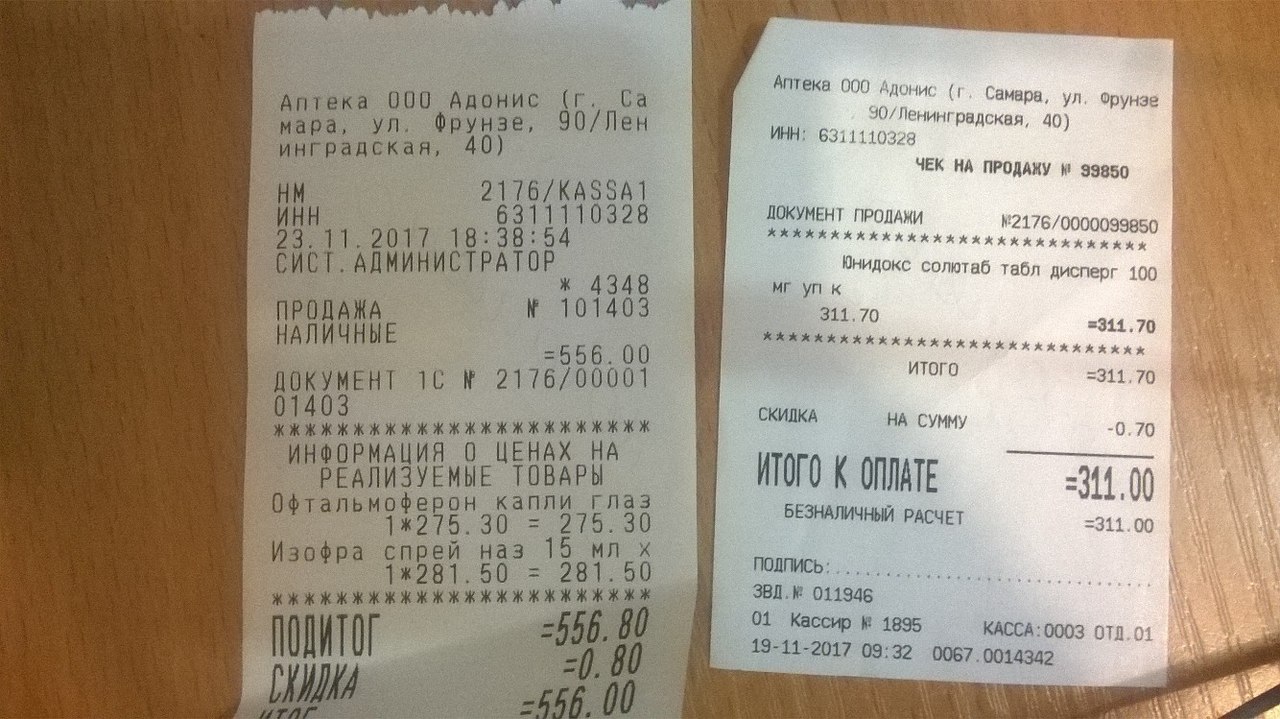 Аптека ООО Адонис (г. Са
мара, ул. Фрунзе, 90/Лен
инградская, 40)
НМ 2176/KASSA1
ИНН 6311110328
23.11.2017 18:38:54
СИСТ.АДМИНИСТРАТОР
* 4348
ПРОДАЖА № 101403
НАЛИЧНЫЕ
=556.00
ДОКУМЕНТ 1С № 2176/00001
01403
************************
ИНФОРМАЦИЯ О ЦЕНАХ НА
РЕАЛИЗУЕМЫЕ ТОВАРЫ
Офтальмоферон капли глаз
1*275.30 = 275.30
Изофра спрей наз 15 мл х
1*281.50 = 281.50
************************
ПОДИТОГ =556.80
СКИДКА =0.80
ИТОГ =556.00
Аптека ООО Адонис (г. Самара, ул. Фрунзе
90/Ленинградская, 40)
ИНН: 6311110328
ЧЕК НА ПРОДАЖУ № 99850
ДОКУМЕНТ ПРОДАЖИ №2176/0000099850
******************************
Юнидокс солютаб табл дисперг 100
мг уп к
311.70 =311.70
******************************
ИТОГО =311.70
СКИДКА НА СУММУ -0.70
ИТОГО К ОПЛАТЕ =311.00
БЕЗНАЛИЧНЫЙ РАСЧЕТ =311.00
ПОДПИСЬ:..............................
ЗВД.№ 011946
01 Кассир № 1895 КАССА:0003 ОТД.01
19-11-2017 09:32 0067.0014342